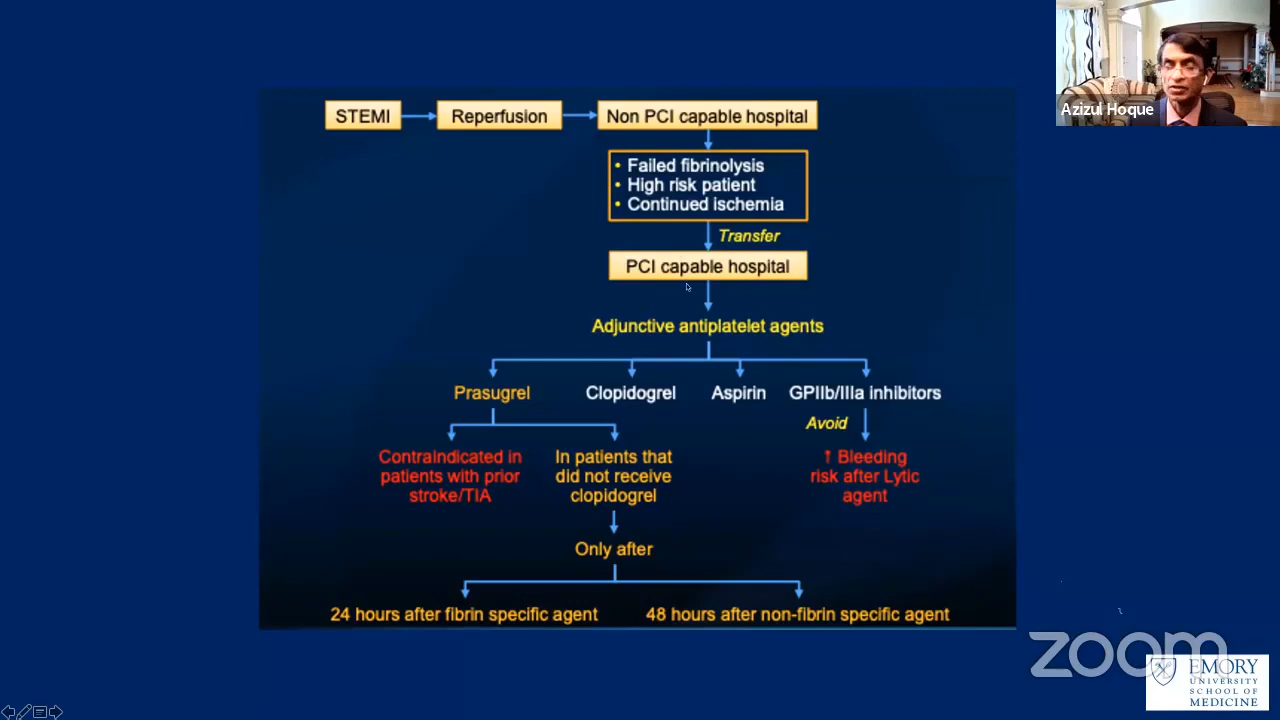 Azizul Hoque
STEMI
Reperfusion
Non PCI capable hospital
• Failed fibrinolysis
• High risk patient
• Continued ischemia
Transfer
PCI capable hospital
Adjunctive antiplatelet agents
Prasugrel
Clopidogrel
Aspirin
GPIIb/IIIa inhibitors
Avoid
Contraindicated in
patients with prior
stroke/TIA
In patients that
did not receive
clopidogrel
↑ Bleeding
risk after Lytic
agent
Only after
24 hours after fibrin specific agent
48 hours after non-fibrin specific agent
zoom
EMORY
UNIVERSITY
SCHOOL OF
MEDICINE